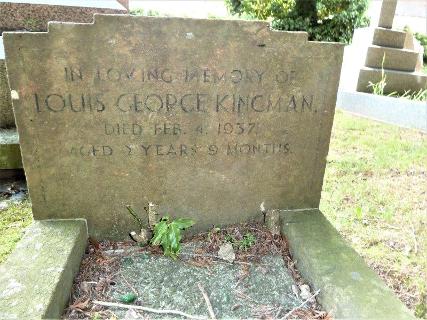 IN LOVING MEMORY OF
LOUIS GEORGE KINGMAN,
DIED FEB. 4. 1937.
AGED 2 YEARS 9 MONTHS.